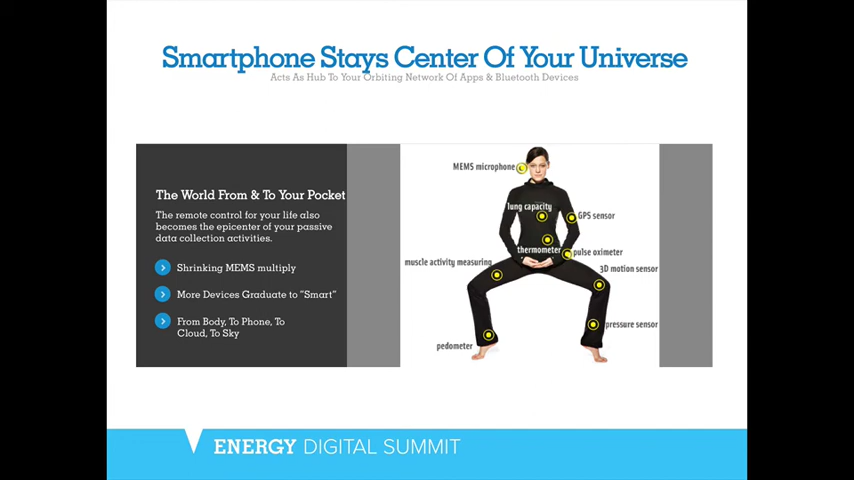 Smartphone Stays Center Of Your Universe
Acts As Hub To Your Orbiting Network Of Apps & Bluetooth Devices
The World From & To Your Pocket
The remote control for your life also
becomes the epicenter of your passive
data collection activities.
Shrinking MEMS multiply
More Devices Graduate to "Smart"
From Body, To Phone, To
Cloud, To Sky
MEMS microphone
lung capacity
GPS sensor
thermometer
pulse oximeter
muscle activity measuring
3D motion sensor
pressure sensor
pedometer
ENERGY DIGITAL SUMMIT